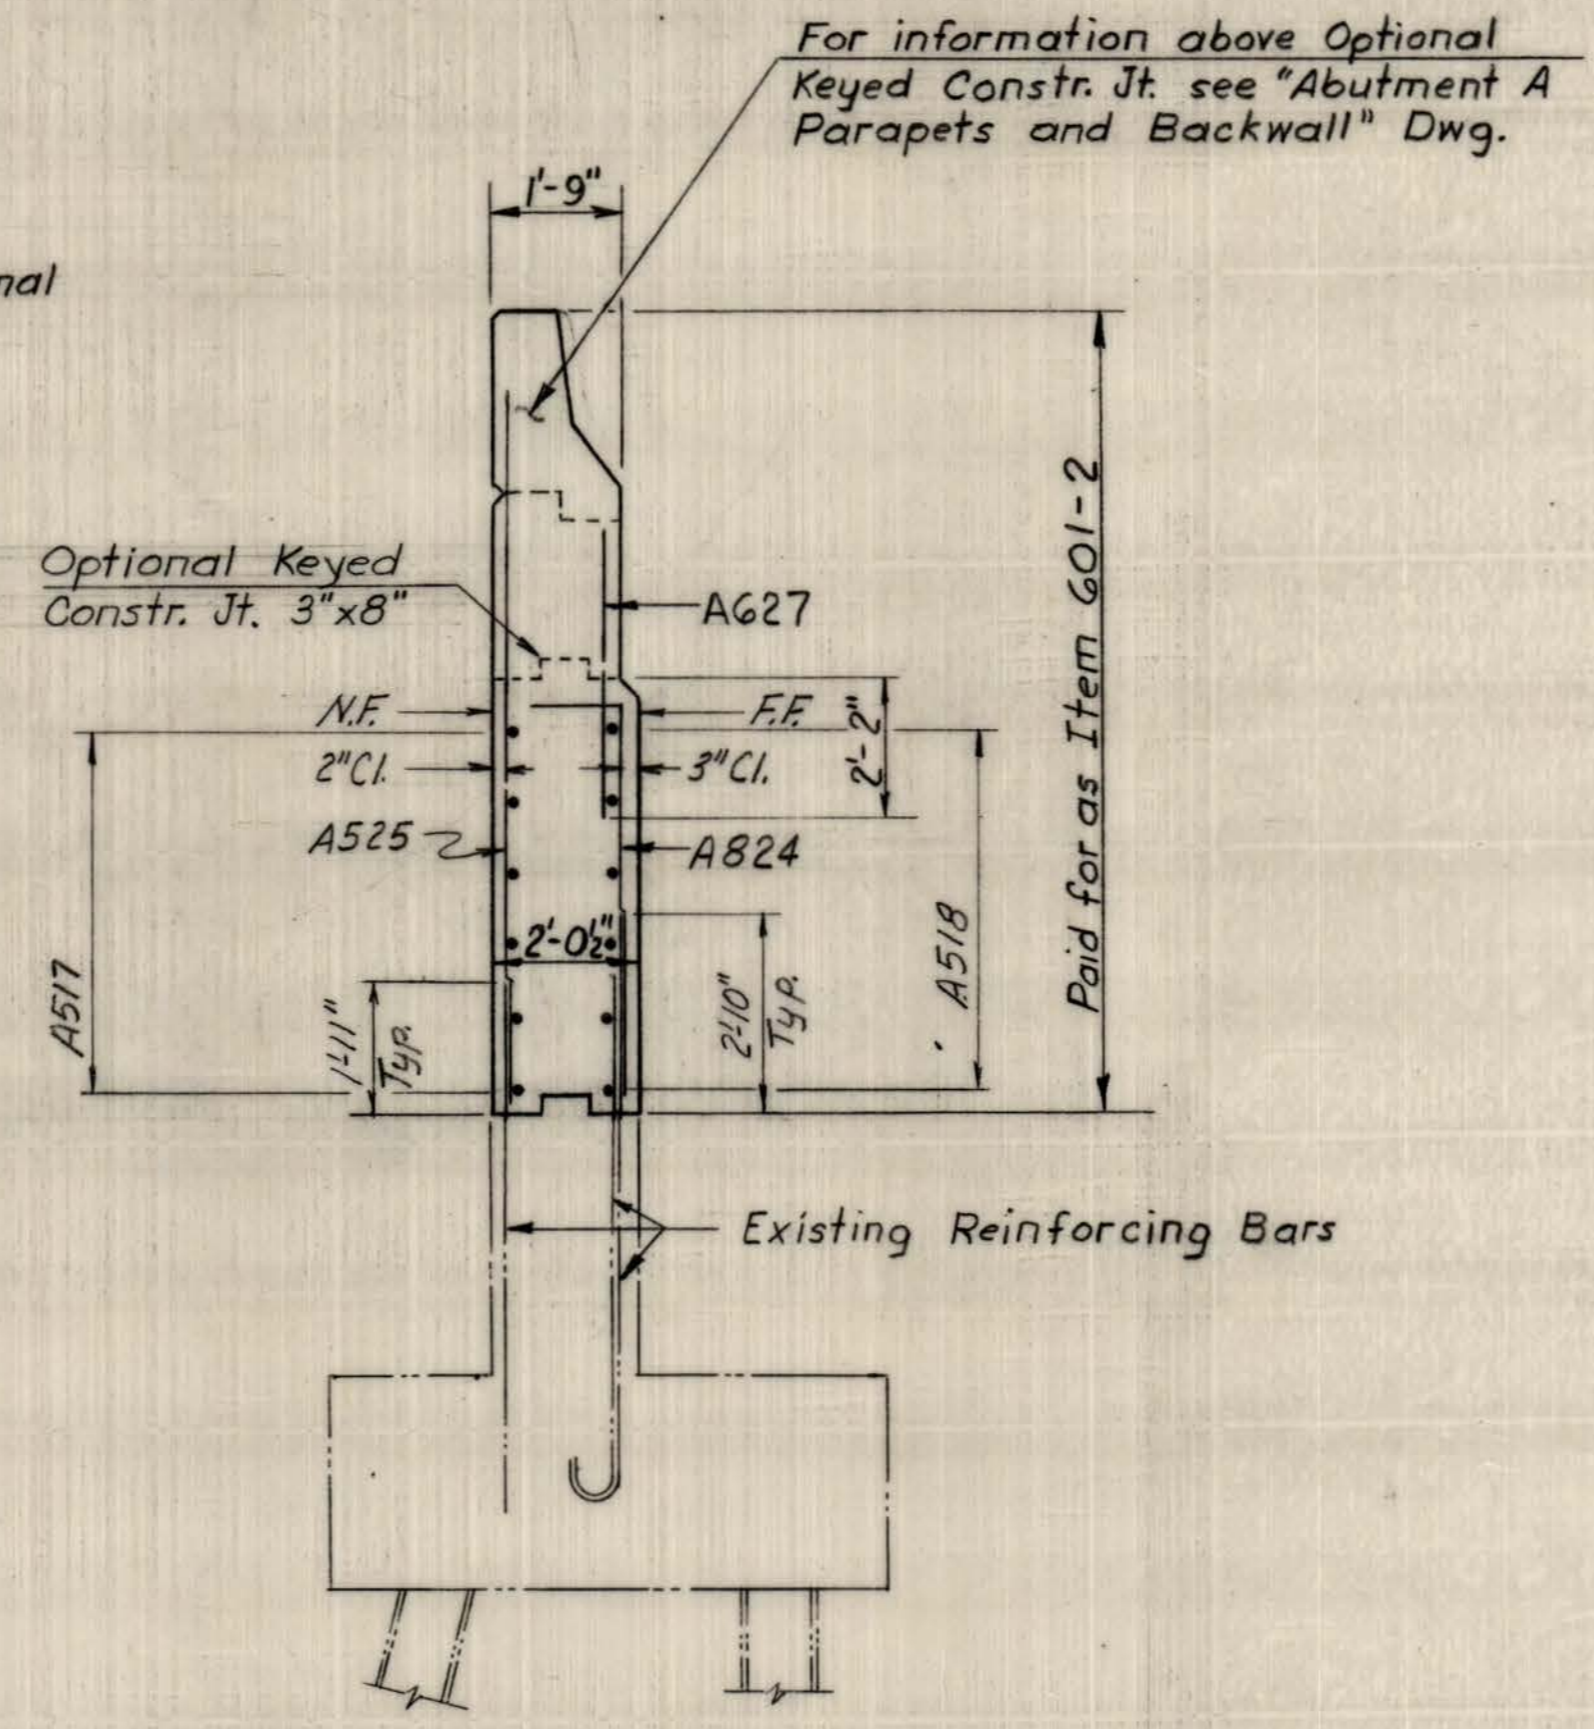 For information above Optional
Keyed Constr. Jt. see "Abutment A
Parapets and Backwall" Dwg.
1'-9"
nal
Optional Keyed
Constr. Jt. 3"x8"
A627
N.F.
F.F.
2"Cl.
3"Cl.
2'-2"
A525
A824
2'-0½"
A517
1'-11"
Typ.
2'-10"
Typ.
A518
Paid for as Item 601-2
Existing Reinforcing Bars